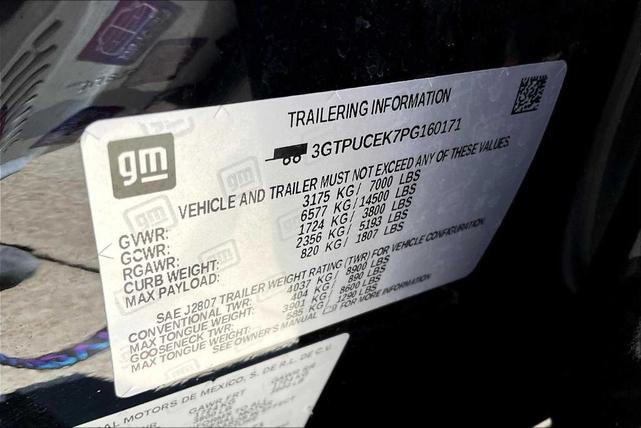 TRAILERING INFORMATION
gm
3GTPUCEK7PG160171
VEHICLE AND TRAILER MUST NOT EXCEED ANY OF THESE VALUES
GVWR: 3175 KG/ 7000 LBS
GCWR: 6577 KG/14500 LBS
RGAWR: 1724 KG/ 3800 LBS
CURB WEIGHT: 2356 KG/ 5193 LBS
MAX PAYLOAD: 820 KG/ 1807 LBS
SAE J2807 TRAILER WEIGHT RATING (TWR) FOR VEHICLE CONFIGURATION
CONVENTIONAL TWR: 4037 KG/ 8900 LBS
MAX TONGUE WEIGHT: 404 KG/ 890 LBS
GOOSENECK TWR: 3901 KG/ 8600 LBS
MAX TONGUE WEIGHT: 585 KG/ 1290 LBS
SEE OWNER'S MANUAL FOR MORE INFORMATION
MOTORS DE MEXICO, S. DE R.L. DE C.V.
GAWR FRT